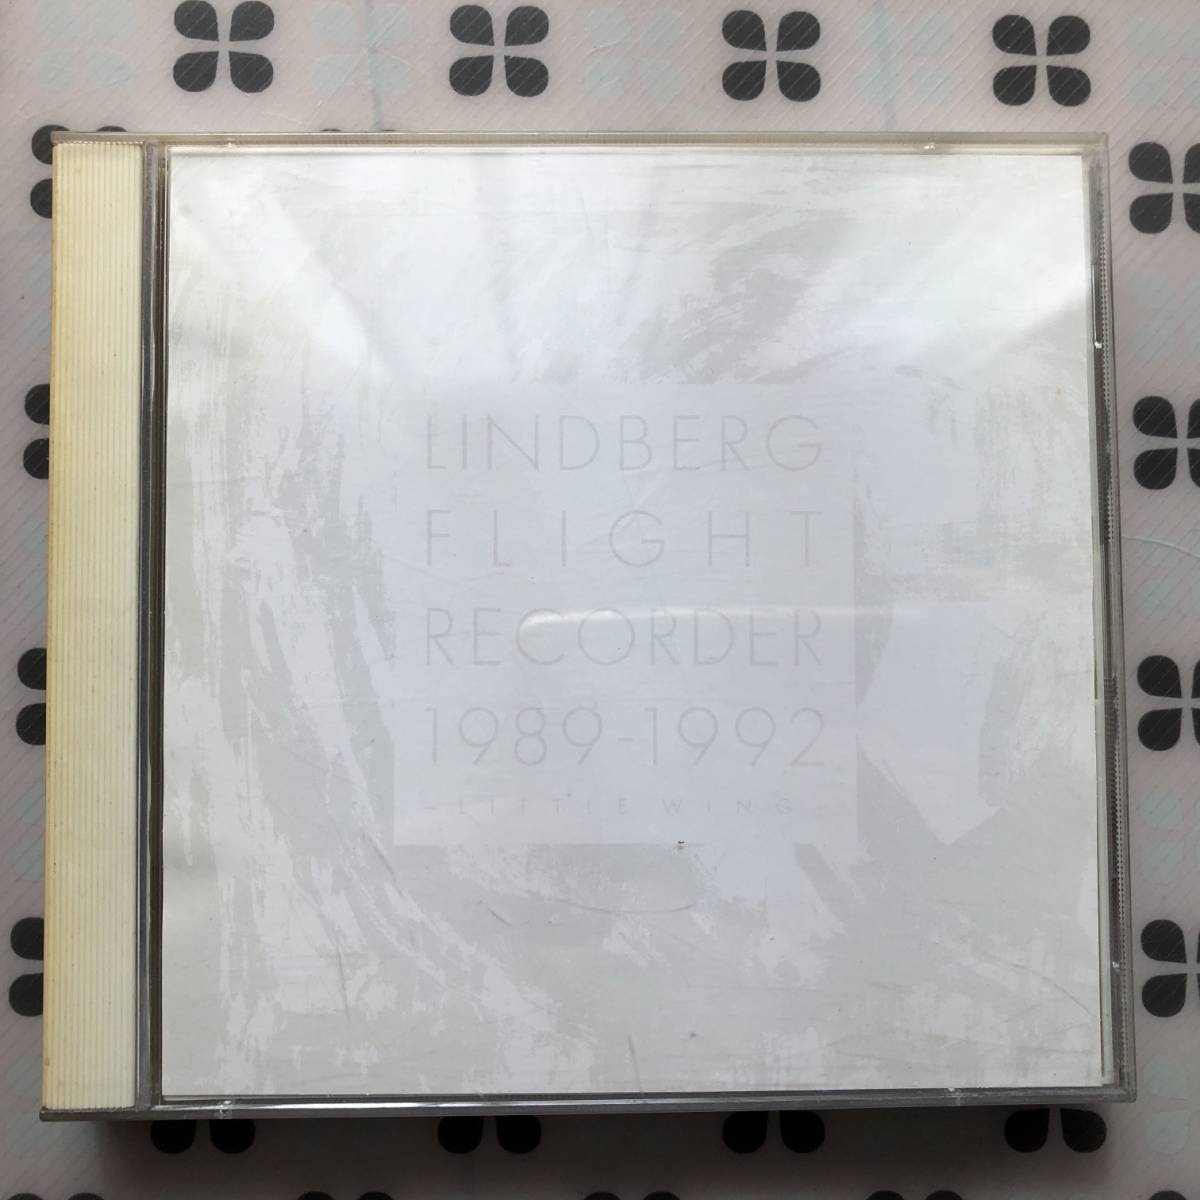 LINDBERG
FLIGHT
RECORDER
1989-1992
-LITTLE WING-